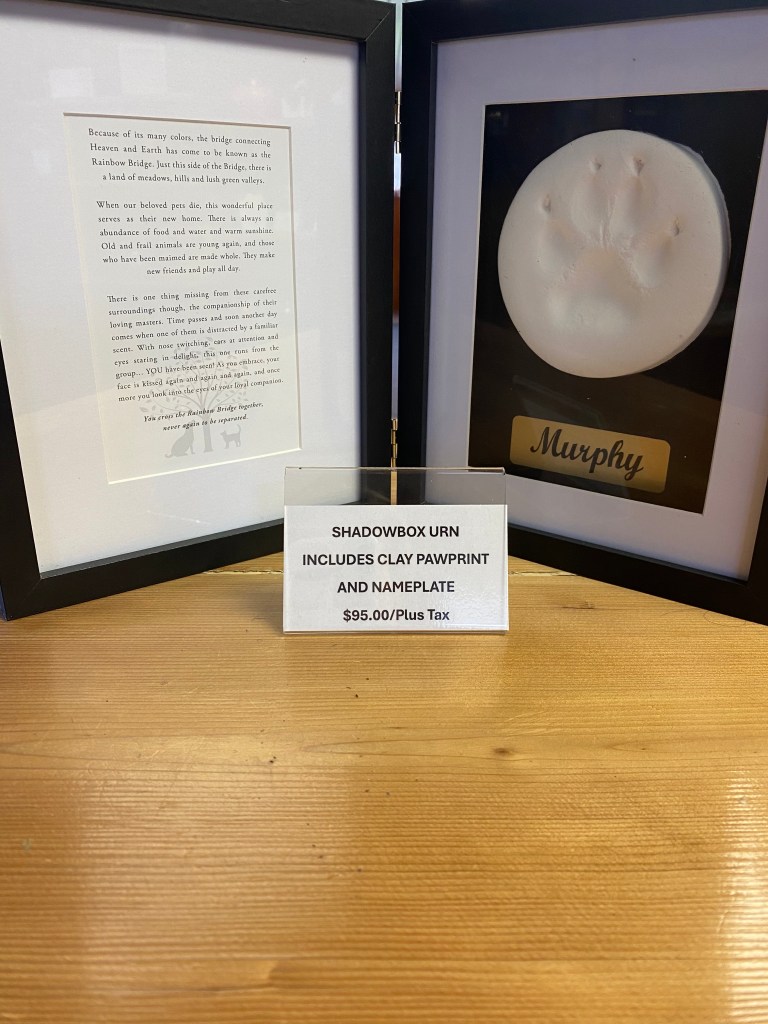 Because of its many colors, the bridge connecting
Heaven and Earth has come to be known as the
Rainbow Bridge. Just this side of the Bridge, there is
a land of meadows, hills and lush green valleys.
When our beloved pets die, this wonderful place
serves as their new home. There is always an
abundance of food and water and warm sunshine.
Old and frail animals are young again, and those
who have been maimed are made whole. They make
new friends and play all day.
There is one thing missing from these carefree
surroundings though, the companionship of their
loving masters. Time passes and soon another day
comes when one of them is distracted by a familiar
scent. With nose switching, ears at attention and
eyes staring in delight, this one runs from the
group... YOU have been seen! As you embrace, your
face is kissed again and again and again, and once
more you look into the eyes of your loyal companion.
You cross the Rainbow Bridge together,
never again to be separated.
Murphy
SHADOWBOX URN
INCLUDES CLAY PAWPRINT
AND NAMEPLATE
$95.00/Plus Tax